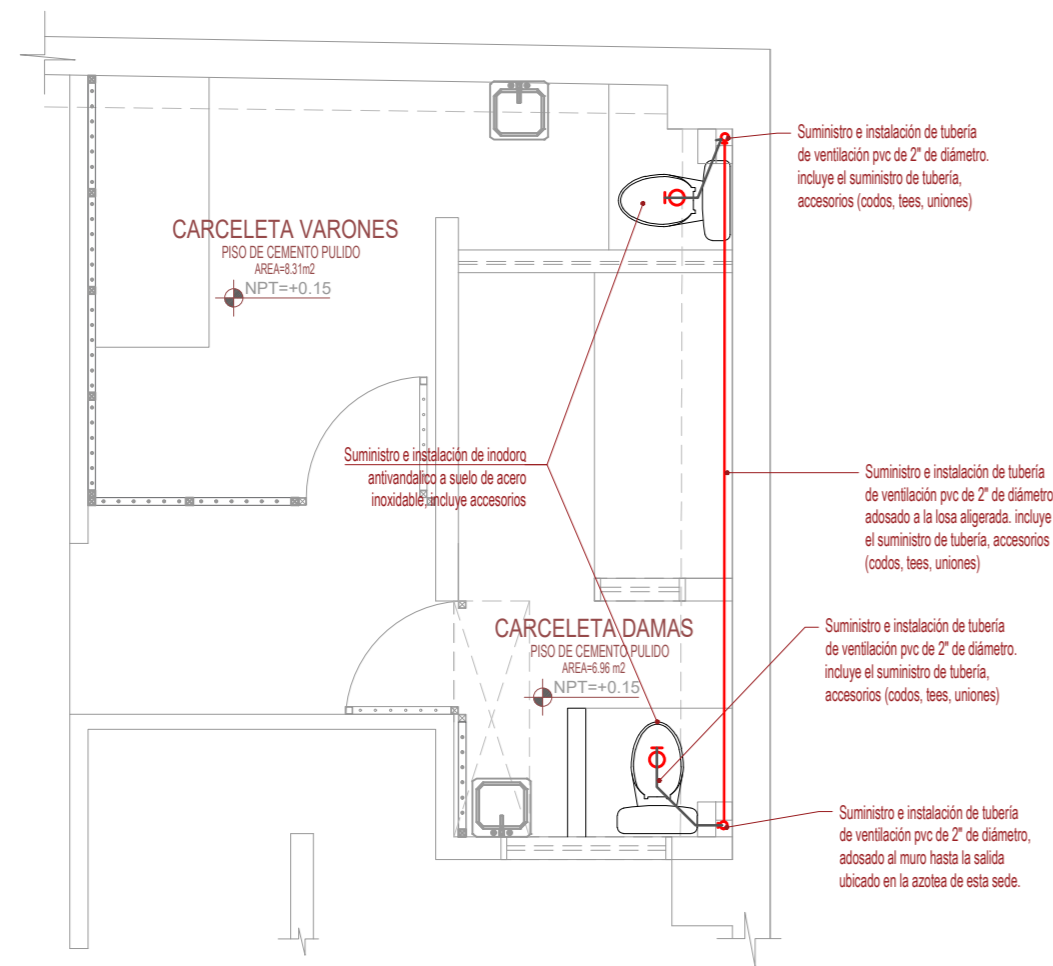 Suministro e instalación de tubería
de ventilación pvc de 2" de diámetro.
incluye el suministro de tubería,
accesorios (codos, tees, uniones)
CARCELETA VARONES
PISO DE CEMENTO PULIDO
AREA=8.31m2
NPT=+0.15
Suministro e instalación de inodoro
antivandalico a suelo de acero
inoxidable, incluye accesorios
Suministro e instalación de tubería
de ventilación pvc de 2" de diámetro
adosado a la losa aligerada. incluye
el suministro de tubería, accesorios
(codos, tees, uniones)
CARCELETA DAMAS
PISO DE CEMENTO PULIDO
AREA=6.96 m2
NPT=+0.15
Suministro e instalación de tubería
de ventilación pvc de 2" de diámetro.
incluye el suministro de tubería,
accesorios (codos, tees, uniones)
Suministro e instalación de tubería
de ventilación pvc de 2" de diámetro,
adosado al muro hasta la salida
ubicado en la azotea de esta sede.